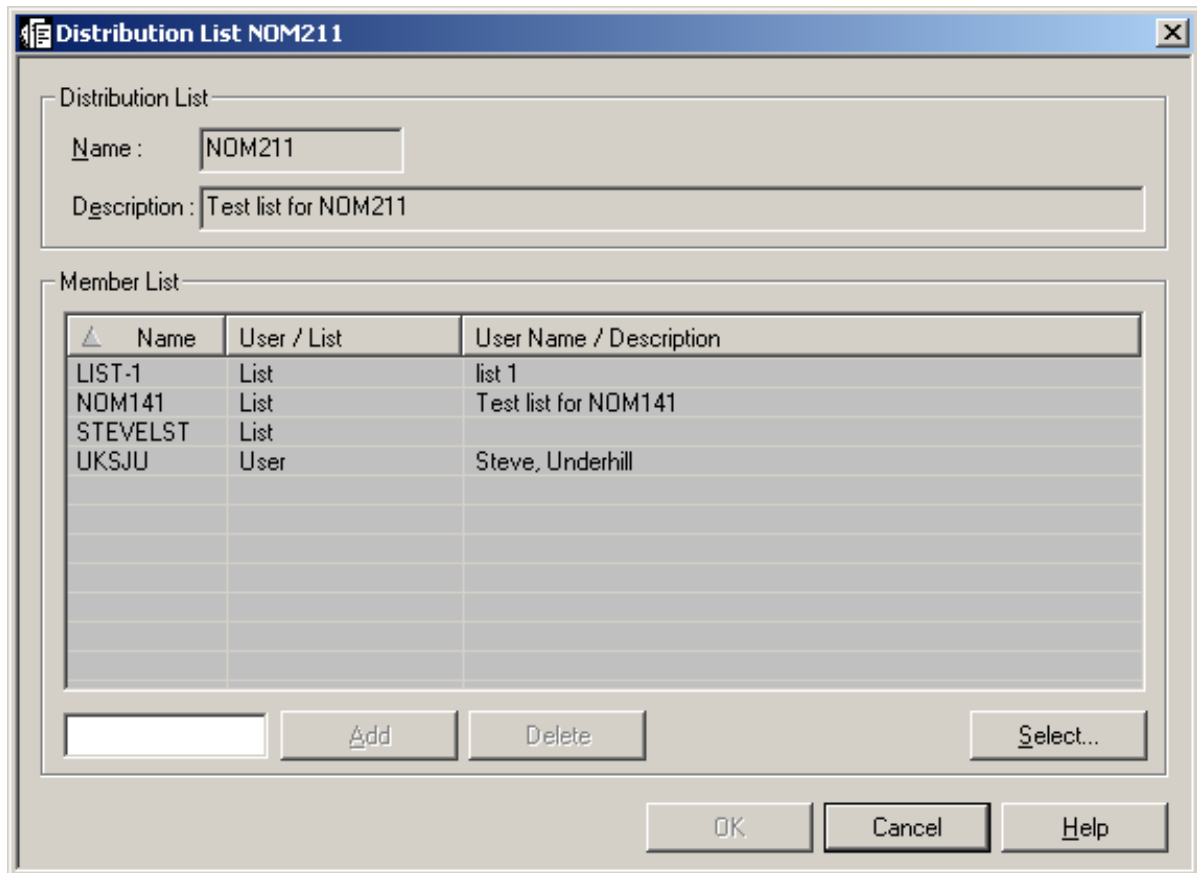 Distribution List NOM211
Distribution List
Name : NOM211
Description : Test list for NOM211
Member List
Name User / List User Name / Description
LIST-1 List list 1
NOM141 List Test list for NOM141
STEVELST List
UKSJU User Steve, Underhill
Add Delete Select...
OK Cancel Help